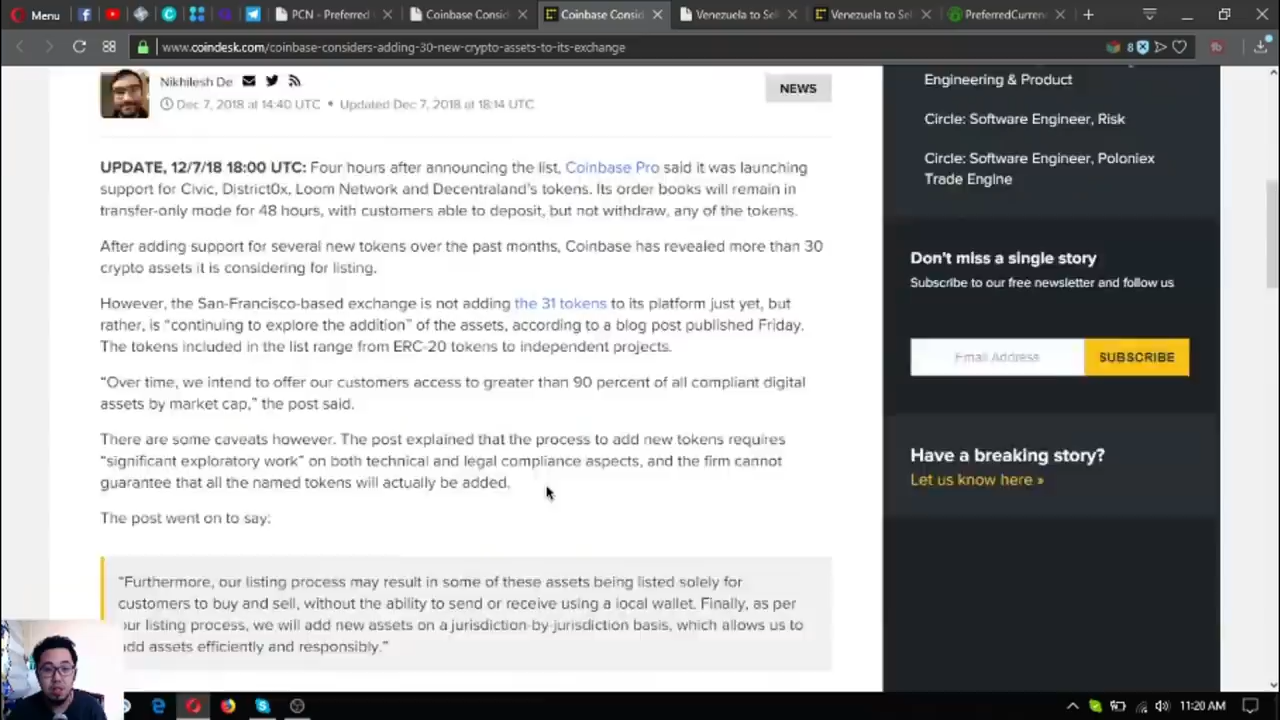 Menu
PCN - Preferred
Coinbase Consid
Coinbase Consid
Venezuela to Sel
Venezuela to Sel
PreferredCurren
www.coindesk.com/coinbase-considers-adding-30-new-crypto-assets-to-its-exchange
8
Nikhilesh De
Dec 7, 2018 at 14:40 UTC • Updated Dec 7, 2018 at 18:14 UTC
NEWS
UPDATE, 12/7/18 18:00 UTC: Four hours after announcing the list, Coinbase Pro said it was launching
support for Civic, District0x, Loom Network and Decentraland's tokens. Its order books will remain in
transfer-only mode for 48 hours, with customers able to deposit, but not withdraw, any of the tokens.
After adding support for several new tokens over the past months, Coinbase has revealed more than 30
crypto assets it is considering for listing.
However, the San-Francisco-based exchange is not adding the 31 tokens to its platform just yet, but
rather, is “continuing to explore the addition” of the assets, according to a blog post published Friday.
The tokens included in the list range from ERC-20 tokens to independent projects.
“Over time, we intend to offer our customers access to greater than 90 percent of all compliant digital
assets by market cap,” the post said.
There are some caveats however. The post explained that the process to add new tokens requires
“significant exploratory work” on both technical and legal compliance aspects, and the firm cannot
guarantee that all the named tokens will actually be added.
The post went on to say:
“Furthermore, our listing process may result in some of these assets being listed solely for
customers to buy and sell, without the ability to send or receive using a local wallet. Finally, as per
our listing process, we will add new assets on a jurisdiction-by-jurisdiction basis, which allows us to
add assets efficiently and responsibly.”
Engineering & Product
Circle: Software Engineer, Risk
Circle: Software Engineer, Poloniex
Trade Engine
Don't miss a single story
Subscribe to our free newsletter and follow us
Email Address
SUBSCRIBE
Have a breaking story?
Let us know here »
11:20 AM